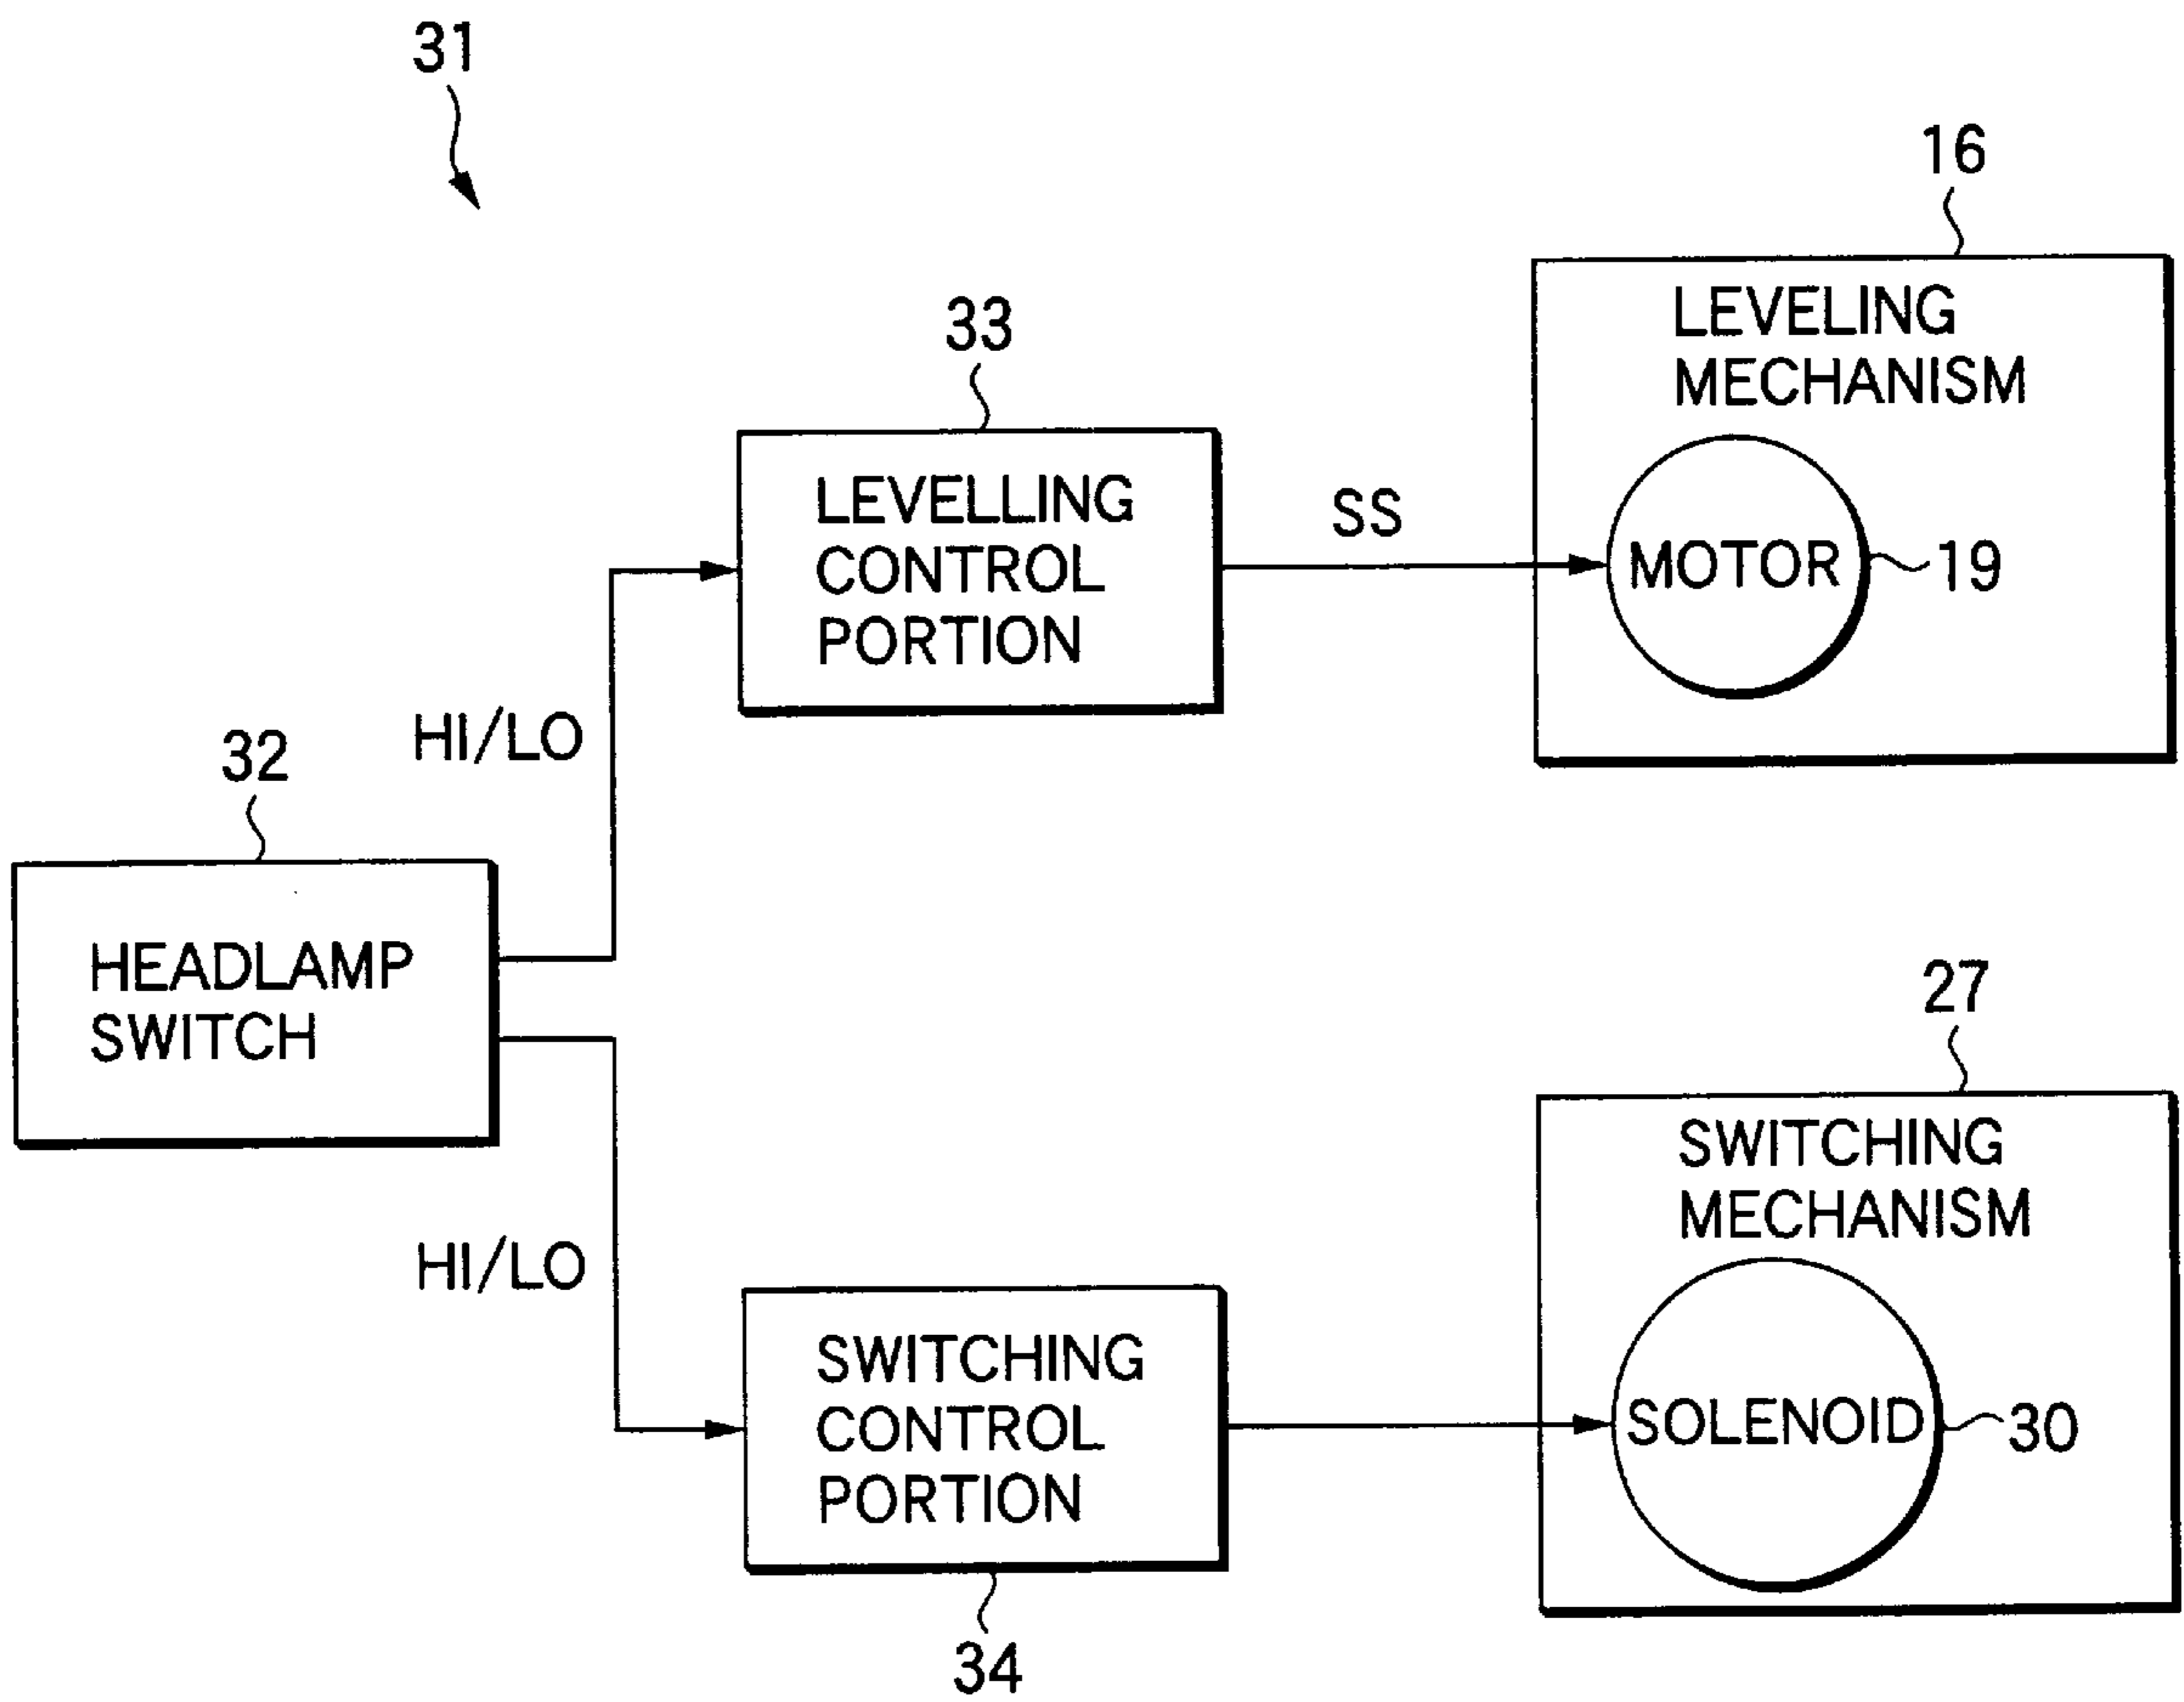 31
16
LEVELING
MECHANISM
33
LEVELLING
CONTROL
PORTION
SS
MOTOR
19
HI/LO
32
HEADLAMP
SWITCH
27
SWITCHING
MECHANISM
HI/LO
SWITCHING
CONTROL
PORTION
SOLENOID
30
34